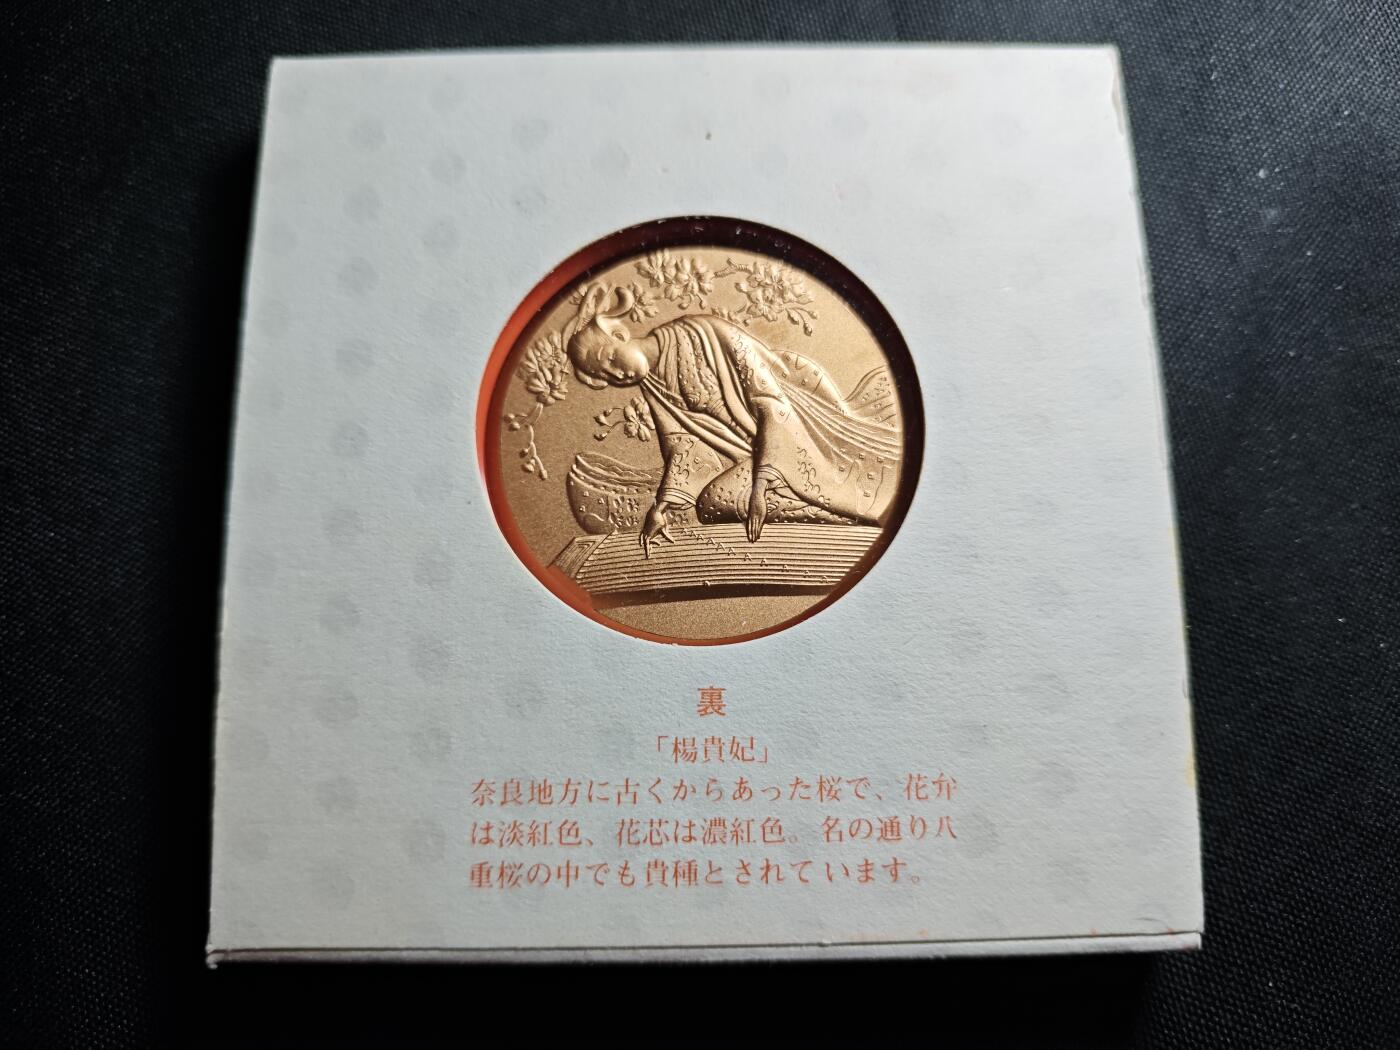 裏
「楊貴妃」
奈良地方に古くからあった桜で、花弁
は淡紅色、花芯は濃紅色。名の通り八
重桜の中でも貴種とされています。